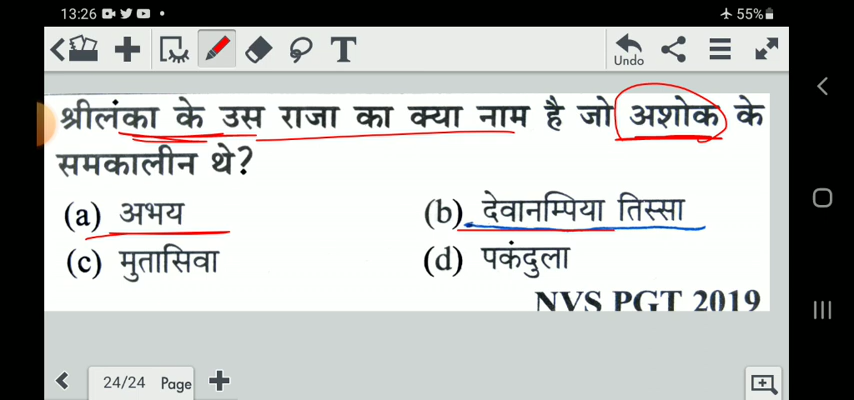 13:26
55%
T
Undo
श्रीलंका के उस राजा का क्या नाम है जो अशोक के
समकालीन थे?
(a) अभय
(b) देवानम्पिया तिस्सा
(c) मुतासिवा
(d) पकंदुला
NVS PGT 2019
24/24 Page